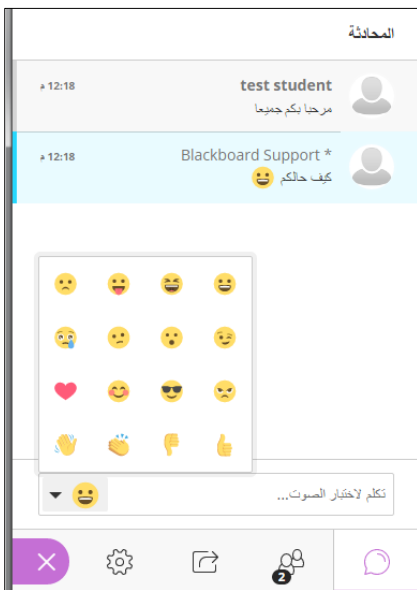 المحادثة
test student
12:18 م
مرحبا بكم جميعا
Blackboard Support *
12:18 م
كيف حالكم
تكلم لاختبار الصوت...
2